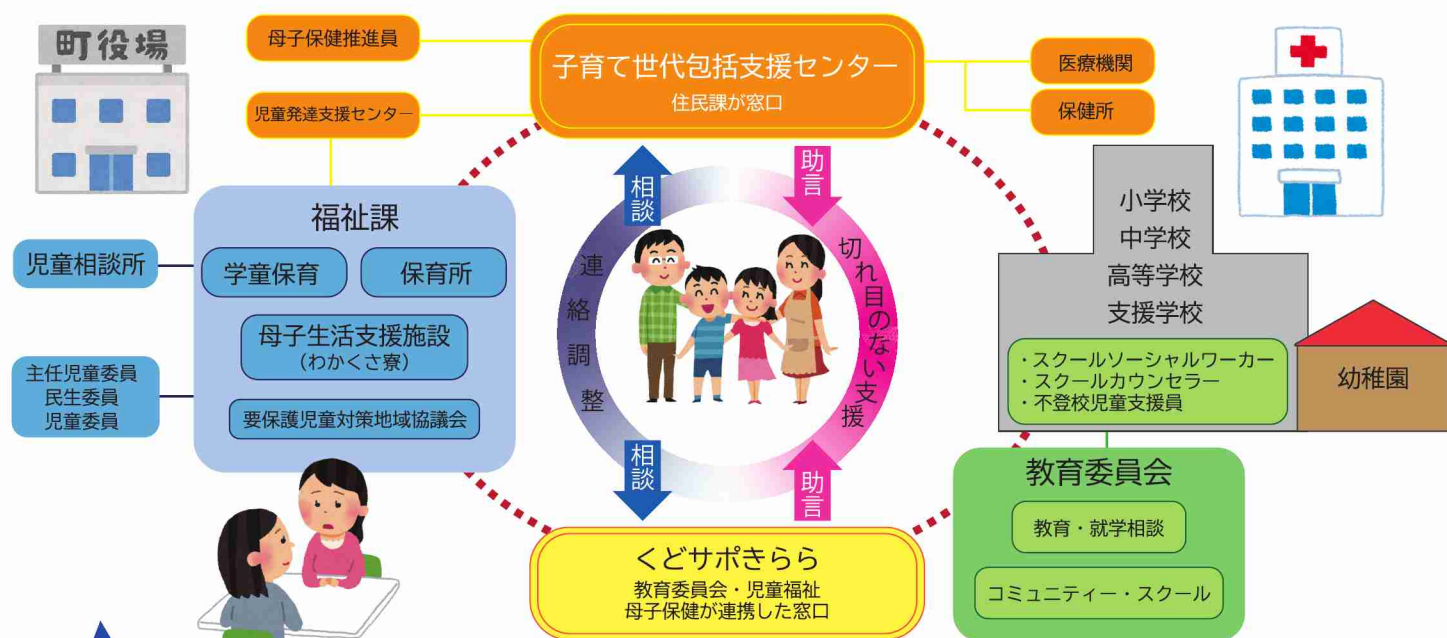 町役場
母子保健推進員
児童発達支援センター
子育て世代包括支援センター
住民課が窓口
医療機関
保健所
相談
助言
福祉課
学童保育
保育所
母子生活支援施設
(わかくさ寮)
要保護児童対策地域協議会
児童相談所
主任児童委員
民生委員
児童委員
連絡調整
切れ目のない支援
小学校
中学校
高等学校
支援学校
・スクールソーシャルワーカー
・スクールカウンセラー
・不登校児童支援員
幼稚園
相談
助言
教育委員会
教育・就学相談
コミュニティー・スクール
くどサポきらら
教育委員会・児童福祉
母子保健が連携した窓口